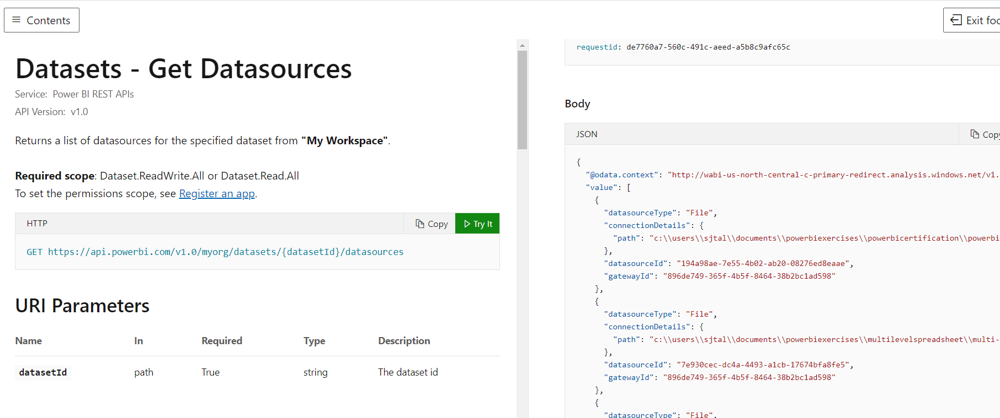 Contents
Exit foc
Datasets - Get Datasources
Service: Power BI REST APIs
API Version: v1.0
Returns a list of datasources for the specified dataset from "My Workspace".
Required scope: Dataset.ReadWrite.All or Dataset.Read.All
To set the permissions scope, see Register an app.
HTTP
Copy
Try It
GET https://api.powerbi.com/v1.0/myorg/datasets/{datasetId}/datasources
URI Parameters
Name In Required Type Description
datasetId path True string The dataset id
requestid: de7760a7-560c-491c-aeed-a5b8c9afc65c
Body
JSON
Copy
{
"@odata.context": "http://wabi-us-north-central-c-primary-redirect.analysis.windows.net/v1.
"value": [
{
"datasourceType": "File",
"connectionDetails": {
"path": "c:\\users\\sjtal\\documents\\powerbiexercises\\powerbicertification\\powerbi
},
"datasourceId": "194a98ae-7e55-4b02-ab20-08276ed8eaae",
"gatewayId": "896de749-365f-4b5f-8464-38b2bc1ad598"
},
{
"datasourceType": "File",
"connectionDetails": {
"path": "c:\\users\\sjtal\\documents\\powerbiexercises\\multilevelspreadsheet\\multi-
},
"datasourceId": "7e930cec-dc4a-4493-a1cb-17674bfa8fe5",
"gatewayId": "896de749-365f-4b5f-8464-38b2bc1ad598"
},
{
"datasourceType": "File",